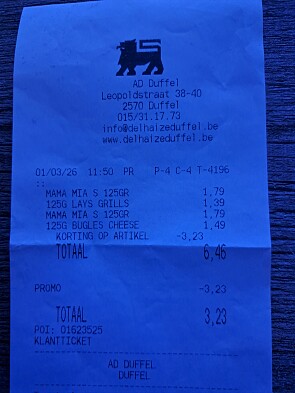 AD Duffel
Leopoldstraat 38-40
2570 Duffel
015/31.17.73
info@delhaizeduffel.be
www.delhaizeduffel.be
01/03/26 11:50 PR P-4 C-4 T-4196
::
MAMA MIA S 125GR 1,79
125G LAYS GRILLS 1,39
MAMA MIA S 125GR 1,79
125G BUGLES CHEESE 1,49
KORTING OP ARTIKEL -3,23
TOTAAL 6,46
PROMO -3,23
TOTAAL 3,23
POI: 01623525
KLANTTICKET
AD DUFFEL
DUFFEL